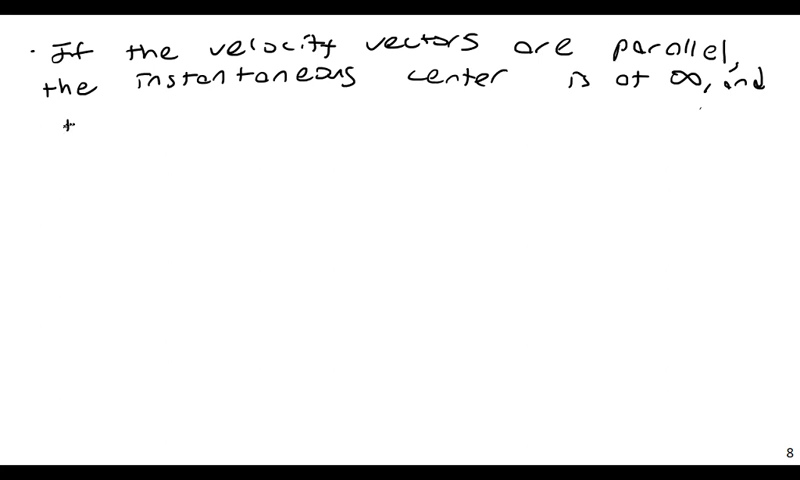 · If the velocity vectors are parallel,
the instantaneous center is at ∞, and
t
8